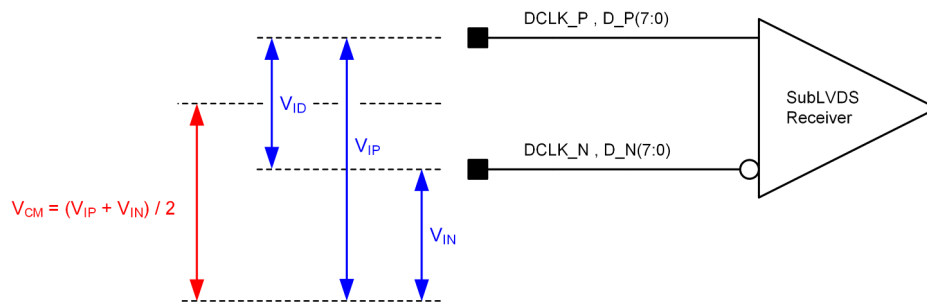 DCLK_P , D_P(7:0)
SubLVDS
Receiver
VID
VIP
DCLK_N , D_N(7:0)
VCM = (VIP + VIN) / 2
VIN